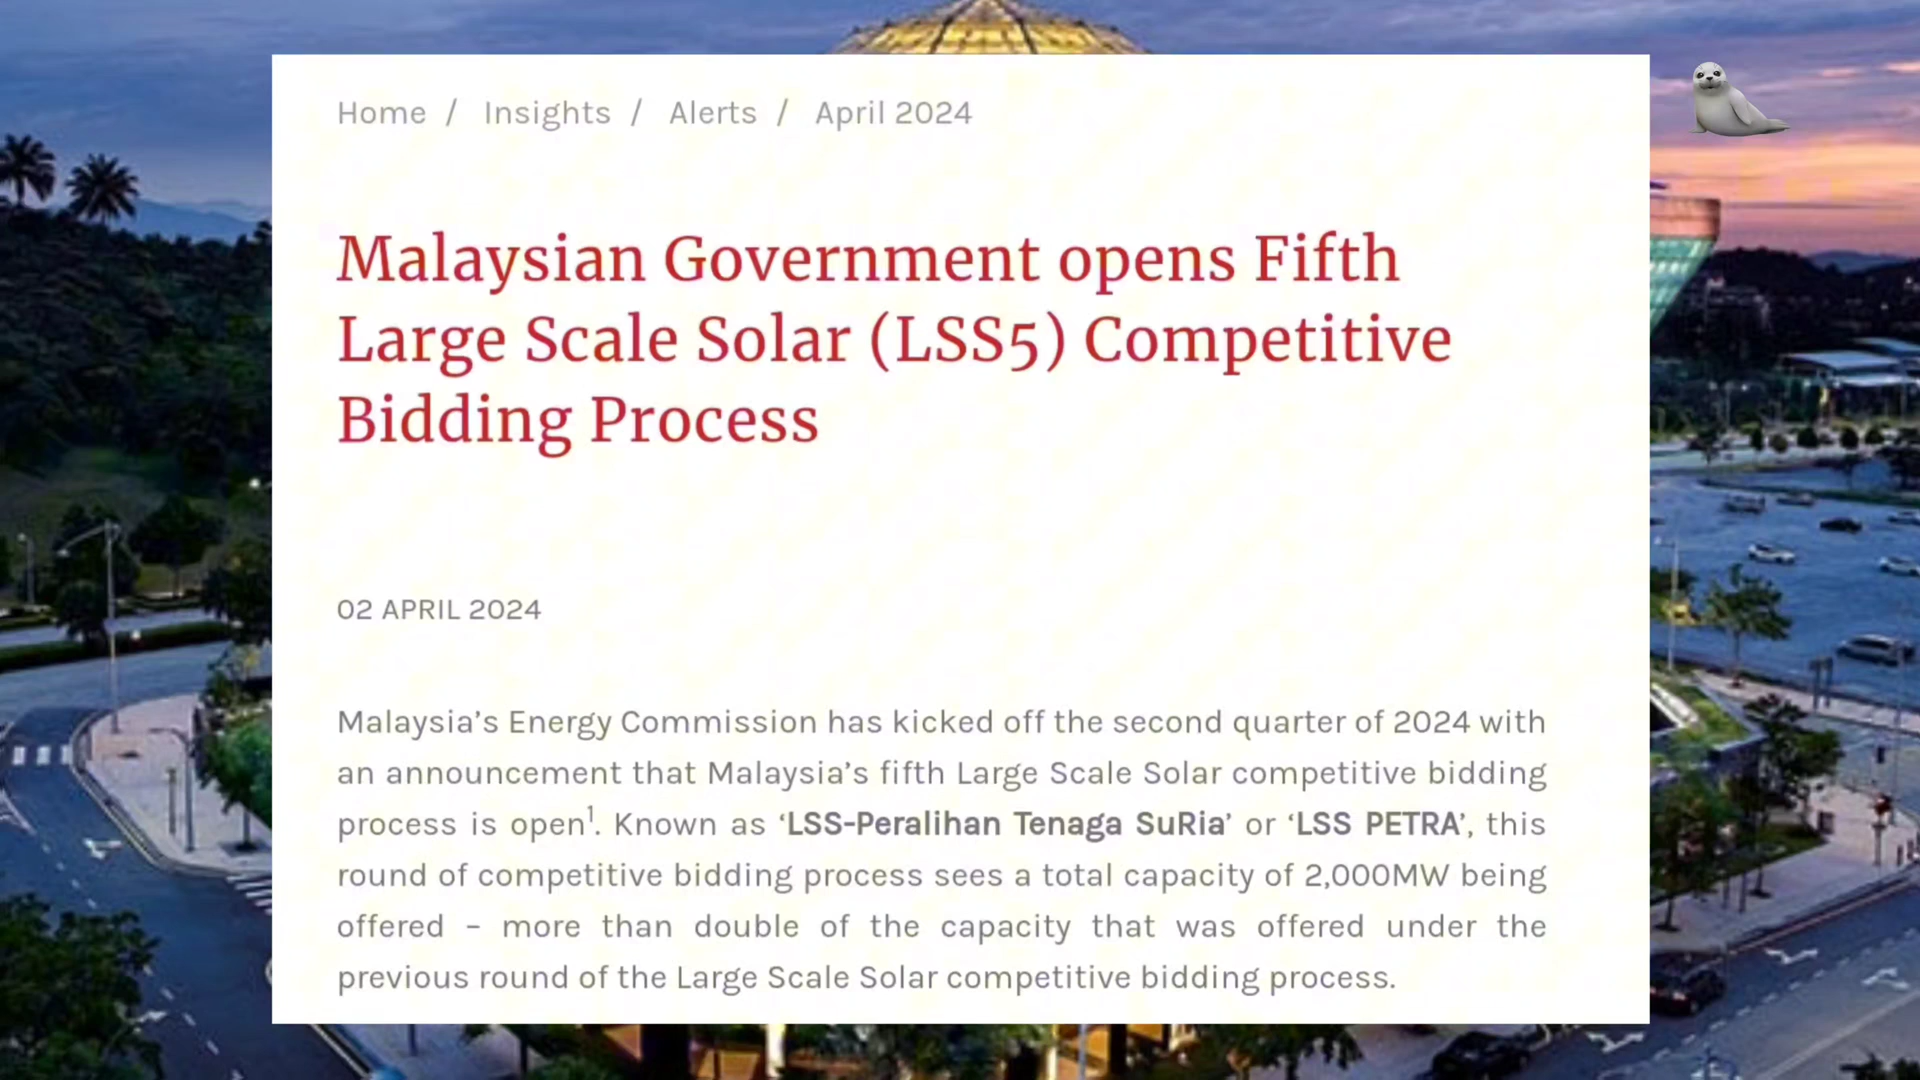 Home / Insights / Alerts / April 2024
Malaysian Government opens Fifth
Large Scale Solar (LSS5) Competitive
Bidding Process
02 APRIL 2024
Malaysia’s Energy Commission has kicked off the second quarter of 2024 with
an announcement that Malaysia’s fifth Large Scale Solar competitive bidding
process is open¹. Known as ‘LSS-Peralihan Tenaga SuRia’ or ‘LSS PETRA’, this
round of competitive bidding process sees a total capacity of 2,000MW being
offered – more than double of the capacity that was offered under the
previous round of the Large Scale Solar competitive bidding process.